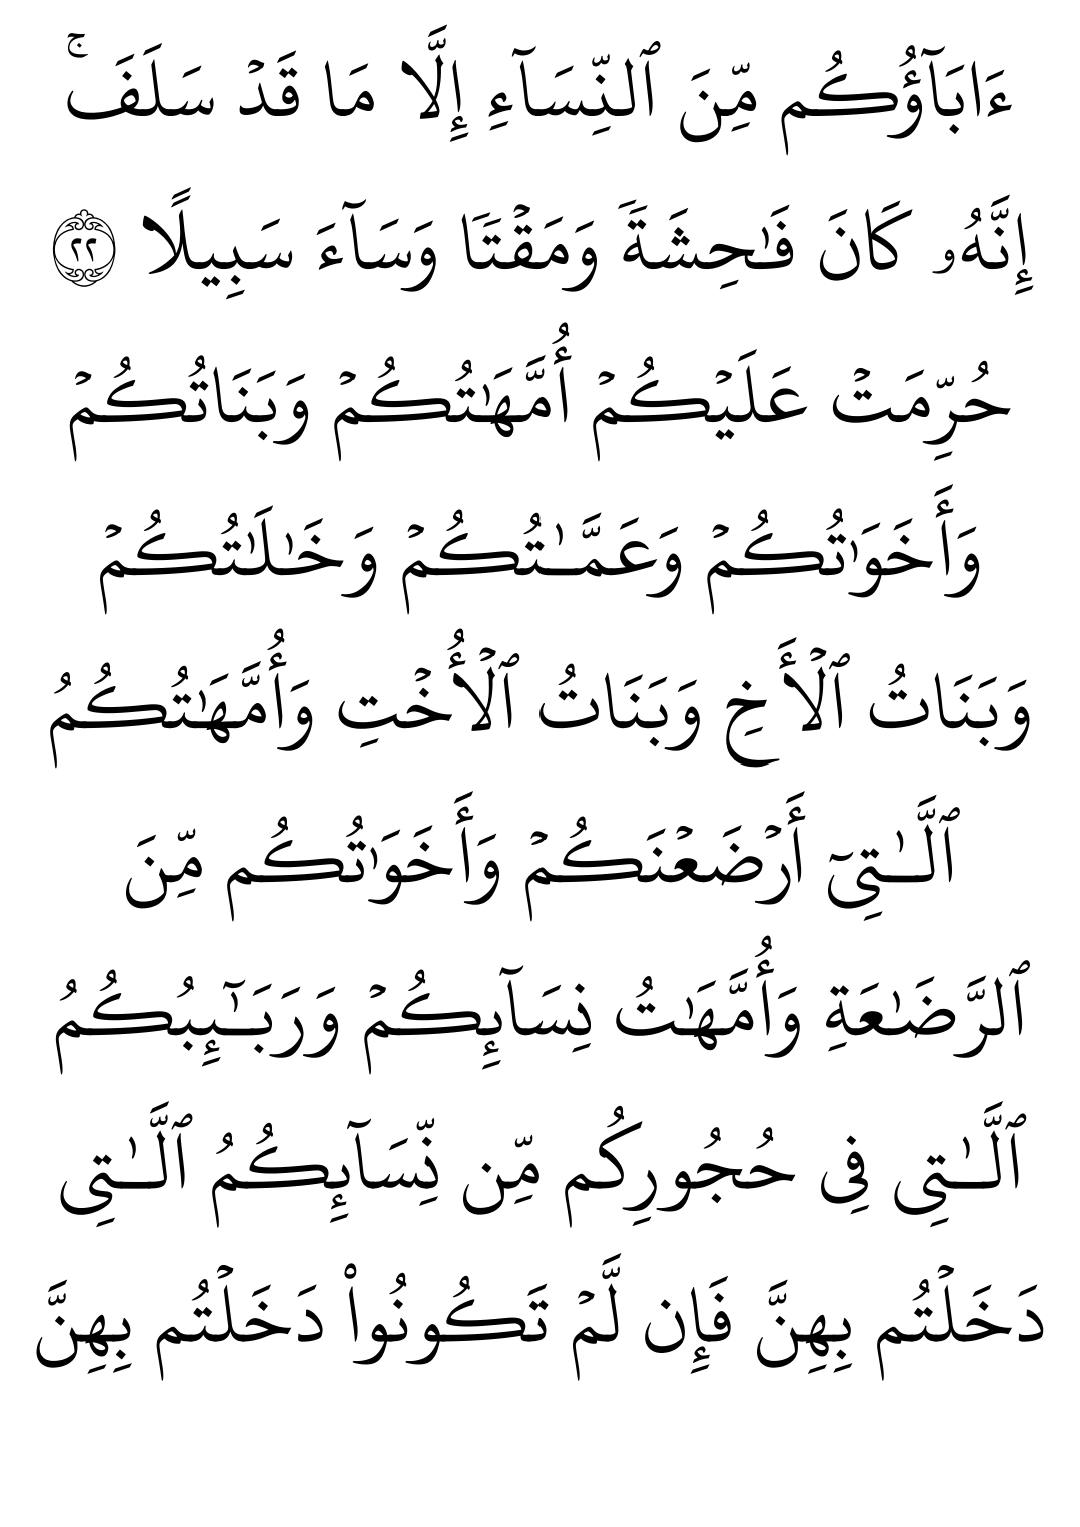 ءَابَآؤُكُم مِّنَ ٱلنِّسَآءِ إِلَّا مَا قَدۡ سَلَفَۚ
إِنَّهُۥ كَانَ فَٰحِشَةٗ وَمَقۡتٗا وَسَآءَ سَبِيلًا ٢٢
حُرِّمَتۡ عَلَيۡكُمۡ أُمَّهَٰتُكُمۡ وَبَنَاتُكُمۡ
وَأَخَوَٰتُكُمۡ وَعَمَّـٰتُكُمۡ وَخَٰلَٰتُكُمۡ
وَبَنَاتُ ٱلۡأَخِ وَبَنَاتُ ٱلۡأُخۡتِ وَأُمَّهَٰتُكُمُ
ٱلَّـٰتِيٓ أَرۡضَعۡنَكُمۡ وَأَخَوَٰتُكُم مِّنَ
ٱلرَّضَٰعَةِ وَأُمَّهَٰتُ نِسَآئِكُمۡ وَرَبَـٰٓئِبُكُمُ
ٱلَّـٰتِي فِي حُجُورِكُم مِّن نِّسَآئِكُمُ ٱلَّـٰتِي
دَخَلۡتُم بِهِنَّ فَإِن لَّمۡ تَكُونُواْ دَخَلۡتُم بِهِنَّ